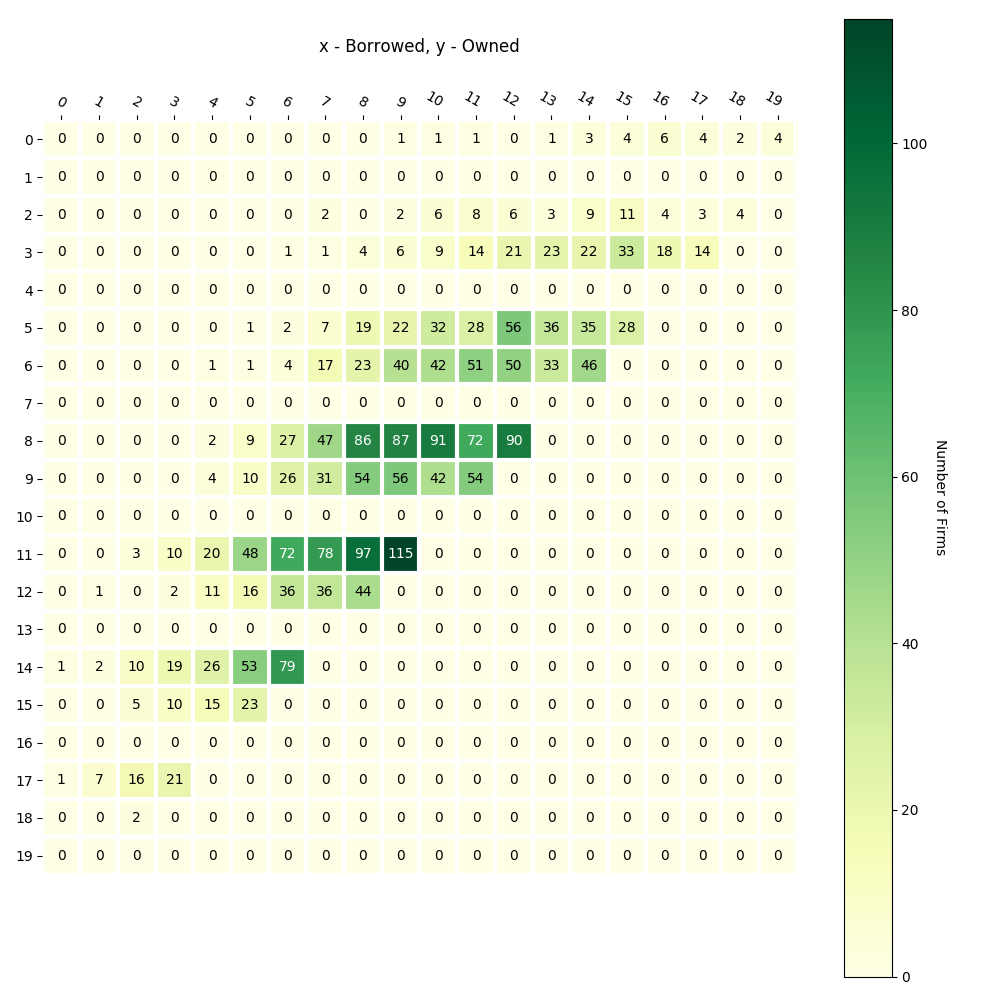 x - Borrowed, y - Owned
0 1 2 3 4 5 6 7 8 9 10 11 12 13 14 15 16 17 18 19
0 0 0 0 0 0 0 0 0 0 1 1 1 0 1 3 4 6 4 2 4
1 0 0 0 0 0 0 0 0 0 0 0 0 0 0 0 0 0 0 0 0
2 0 0 0 0 0 0 0 2 0 2 6 8 6 3 9 11 4 3 4 0
3 0 0 0 0 0 0 1 1 4 6 9 14 21 23 22 33 18 14 0 0
4 0 0 0 0 0 0 0 0 0 0 0 0 0 0 0 0 0 0 0 0
5 0 0 0 0 0 1 2 7 19 22 32 28 56 36 35 28 0 0 0 0
6 0 0 0 0 1 1 4 17 23 40 42 51 50 33 46 0 0 0 0 0
7 0 0 0 0 0 0 0 0 0 0 0 0 0 0 0 0 0 0 0 0
8 0 0 0 0 2 9 27 47 86 87 91 72 90 0 0 0 0 0 0 0
9 0 0 0 0 4 10 26 31 54 56 42 54 0 0 0 0 0 0 0 0
10 0 0 0 0 0 0 0 0 0 0 0 0 0 0 0 0 0 0 0 0
11 0 0 3 10 20 48 72 78 97 115 0 0 0 0 0 0 0 0 0 0
12 0 1 0 2 11 16 36 36 44 0 0 0 0 0 0 0 0 0 0 0
13 0 0 0 0 0 0 0 0 0 0 0 0 0 0 0 0 0 0 0 0
14 1 2 10 19 26 53 79 0 0 0 0 0 0 0 0 0 0 0 0 0
15 0 0 5 10 15 23 0 0 0 0 0 0 0 0 0 0 0 0 0 0
16 0 0 0 0 0 0 0 0 0 0 0 0 0 0 0 0 0 0 0 0
17 1 7 16 21 0 0 0 0 0 0 0 0 0 0 0 0 0 0 0 0
18 0 0 2 0 0 0 0 0 0 0 0 0 0 0 0 0 0 0 0 0
19 0 0 0 0 0 0 0 0 0 0 0 0 0 0 0 0 0 0 0 0
100
80
60
40
20
0
Number of Firms